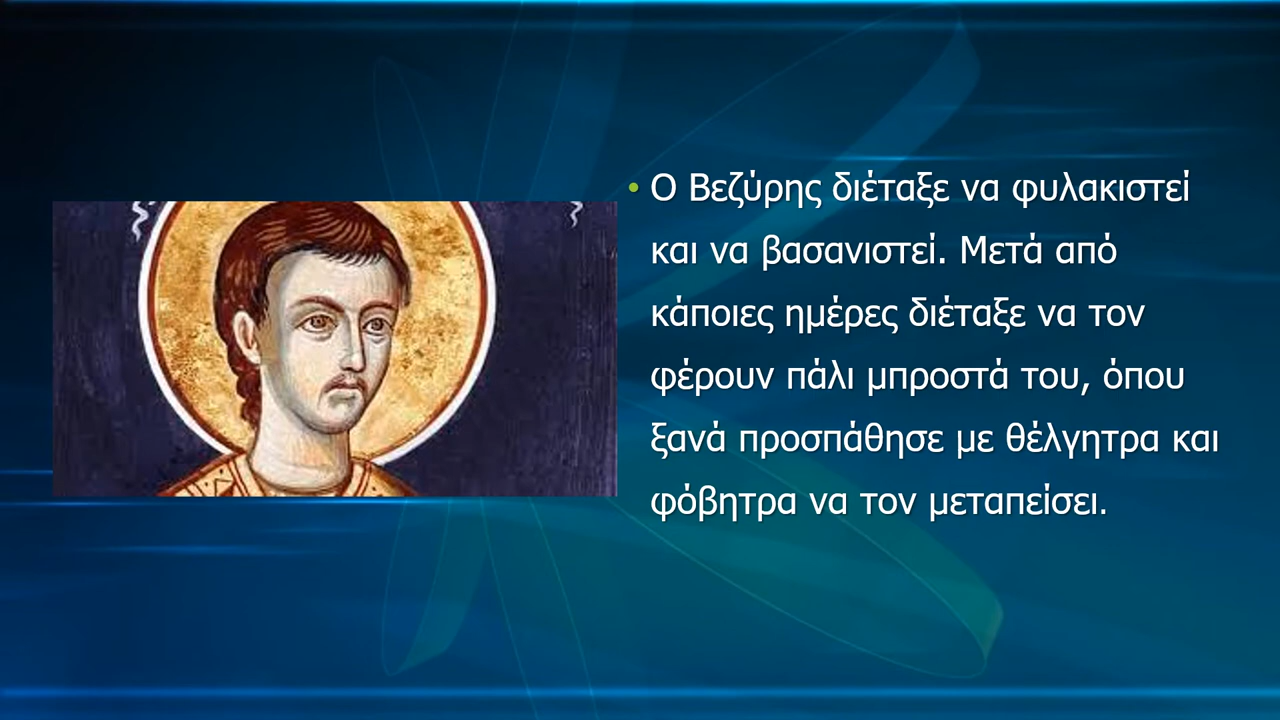 • Ο Βεζύρης διέταξε να φυλακιστεί
και να βασανιστεί. Μετά από
κάποιες ημέρες διέταξε να τον
φέρουν πάλι μπροστά του, όπου
ξανά προσπάθησε με θέλγητρα και
φόβητρα να τον μεταπείσει.